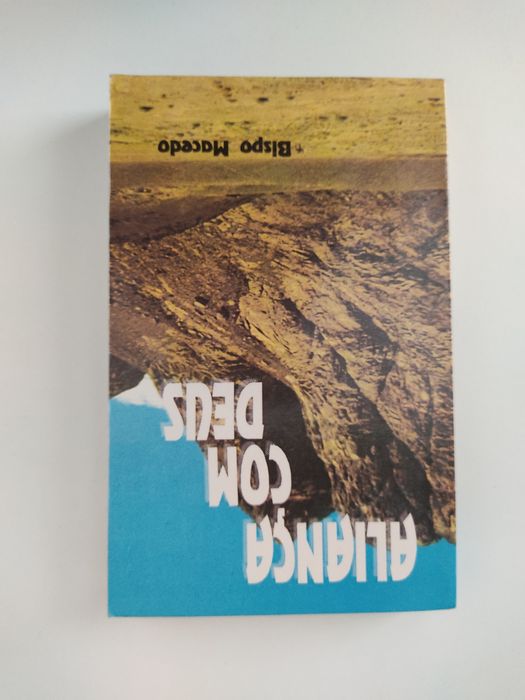 ALIANÇA
COM
DEUS
Bispo Macedo